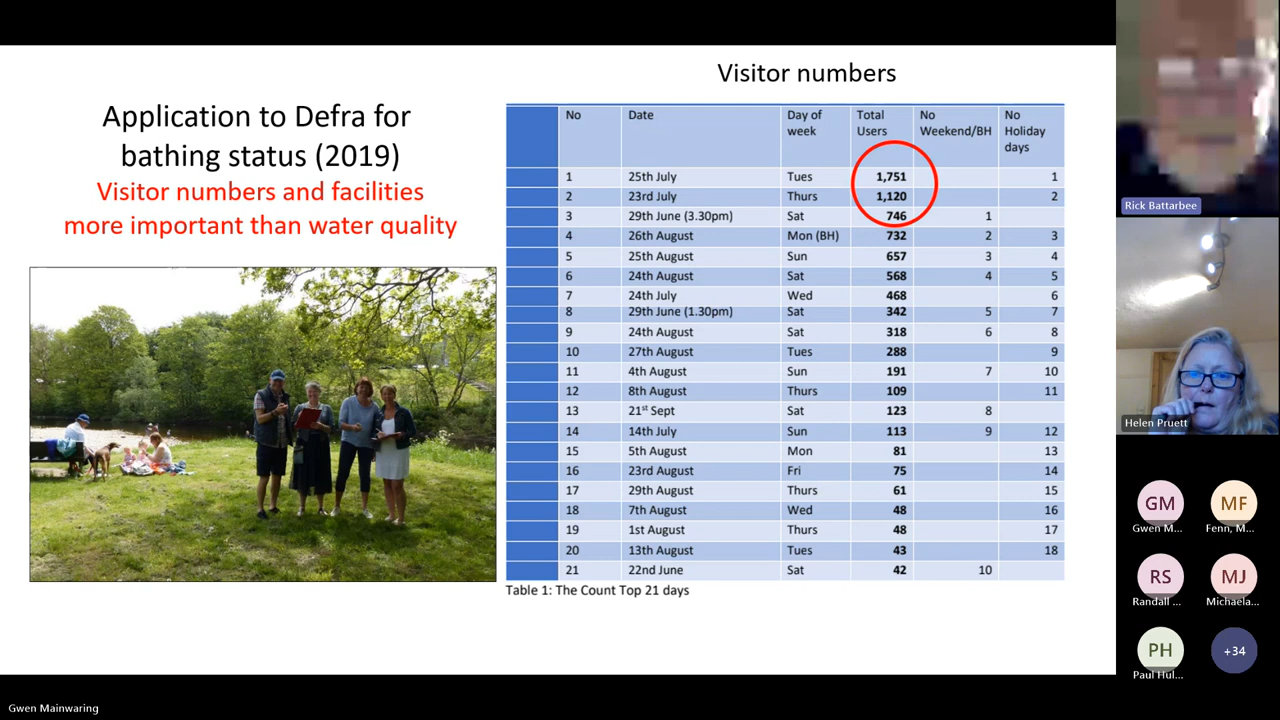 Application to Defra for
bathing status (2019)
Visitor numbers and facilities
more important than water quality
Visitor numbers
No Date Day of week Total Users No Weekend/BH No Holiday days
1 25th July Tues 1,751 1
2 23rd July Thurs 1,120 2
3 29th June (3.30pm) Sat 746 1
4 26th August Mon (BH) 732 2 3
5 25th August Sun 657 3 4
6 24th August Sat 568 4 5
7 24th July Wed 468 6
8 29th June (1.30pm) Sat 342 5 7
9 24th August Sat 318 6 8
10 27th August Tues 288 9
11 4th August Sun 191 7 10
12 8th August Thurs 109 11
13 21st Sept Sat 123 8
14 14th July Sun 113 9 12
15 5th August Mon 81 13
16 23rd August Fri 75 14
17 29th August Thurs 61 15
18 7th August Wed 48 16
19 1st August Thurs 48 17
20 13th August Tues 43 18
21 22nd June Sat 42 10
Table 1: The Count Top 21 days
Rick Battarbee
Helen Pruett
GM
Gwen M...
MF
Fenn, M...
RS
Randall ...
MJ
Michaela...
PH
Paul Hul...
+34
Gwen Mainwaring